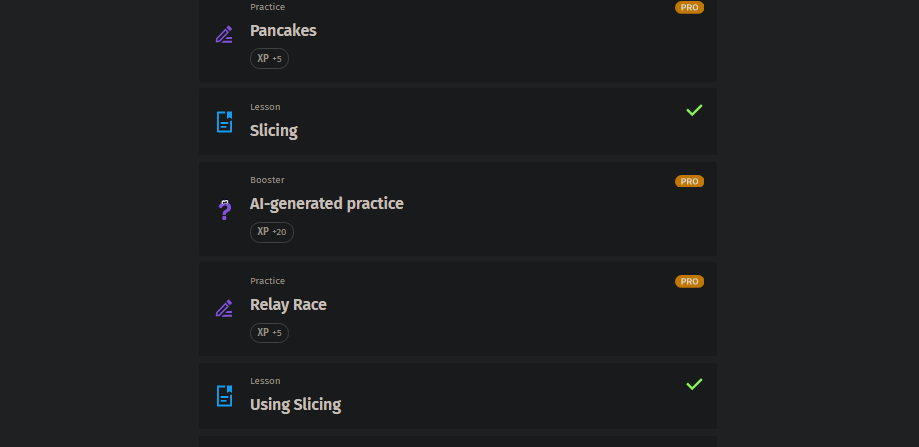 Practice
PRO
Pancakes
XP +5
Lesson
Slicing
Booster
PRO
AI-generated practice
XP +20
Practice
PRO
Relay Race
XP +5
Lesson
Using Slicing